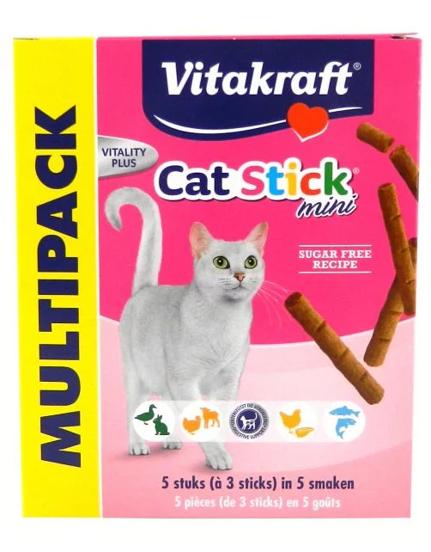 MULTIPACK
Vitakraft®
VITALITY
PLUS
Cat Stick®
mini
SUGAR FREE
RECIPE
5 stuks (à 3 sticks) in 5 smaken
5 pièces (de 3 sticks) en 5 goûts